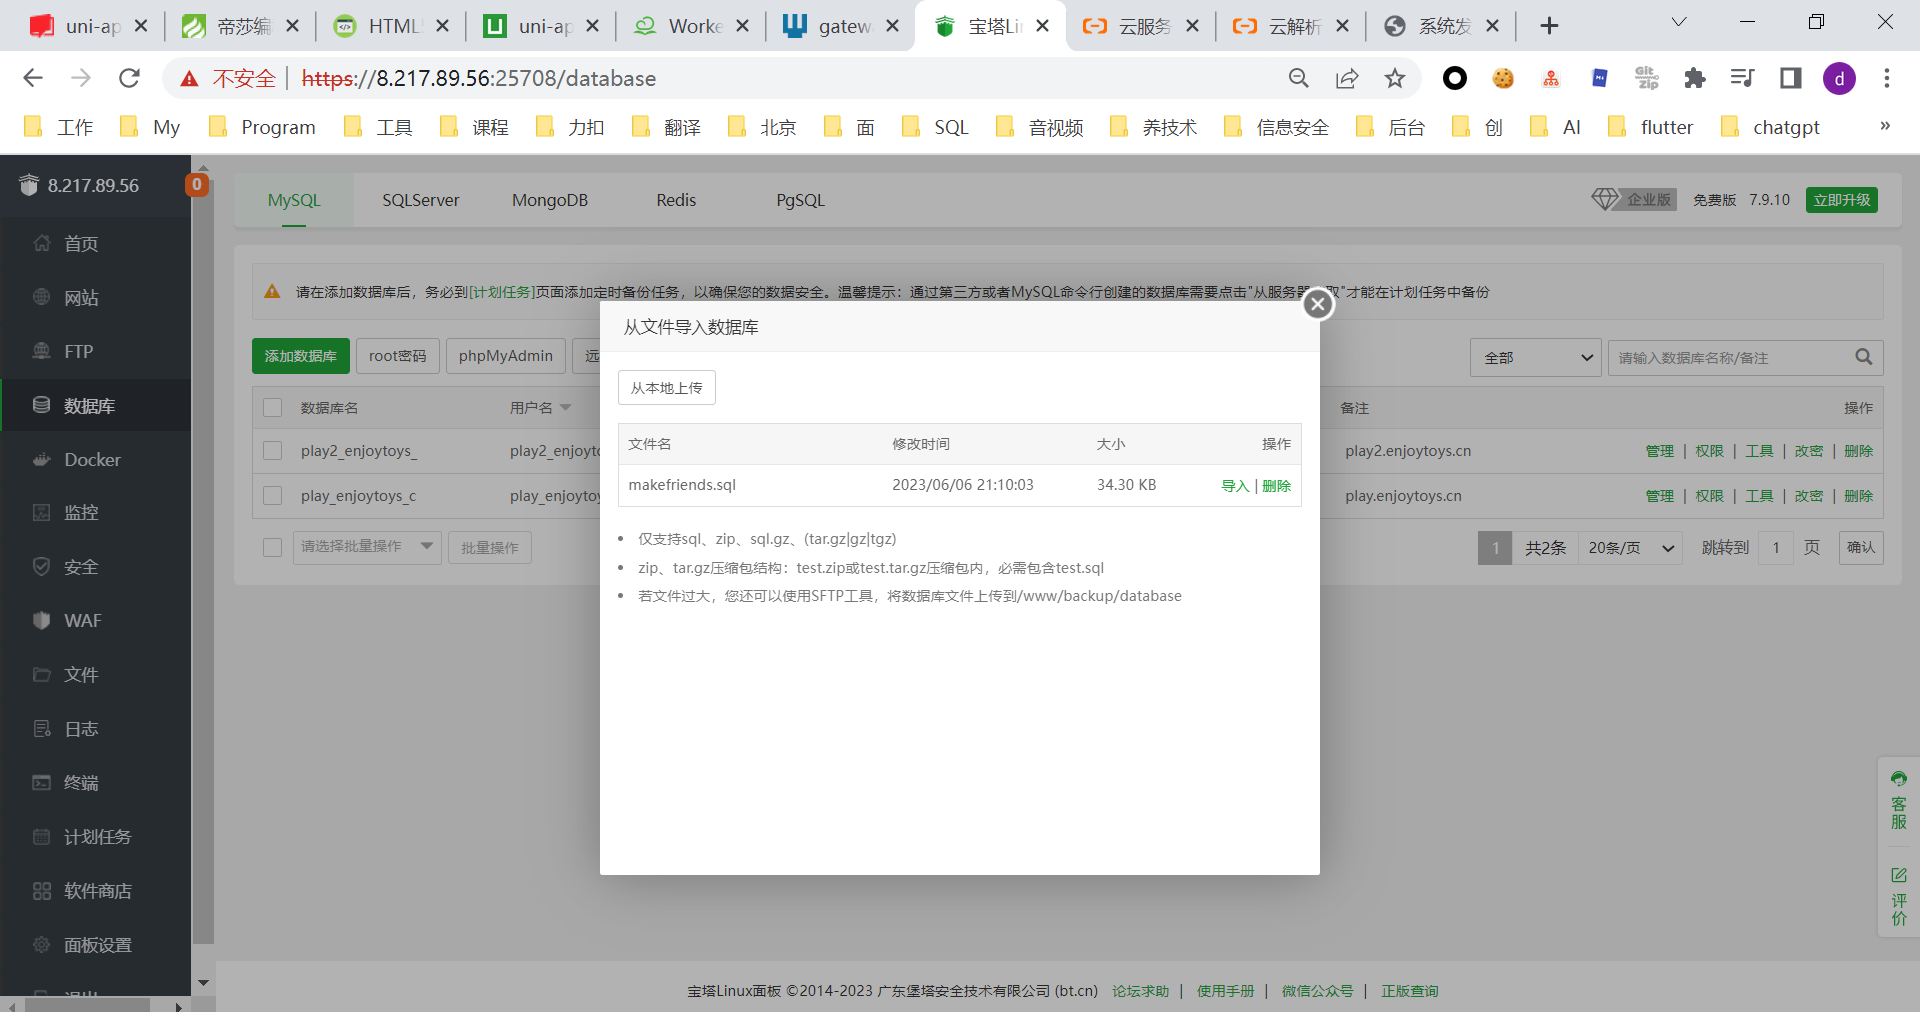 uni-ap
帝莎编
HTML
uni-ap
Worke
gatew
宝塔Lin
云服务
云解析
系统发
不安全 https://8.217.89.56:25708/database
Git Zip
d
工作 My Program 工具 课程 力扣 翻译 北京 面 SQL 音视频 养技术 信息安全 后台 创 AI flutter chatgpt »
8.217.89.56 0
首页
网站
FTP
数据库
Docker
监控
安全
WAF
文件
日志
终端
计划任务
软件商店
面板设置
退出
MySQL SQLServer MongoDB Redis PgSQL 企业版 免费版 7.9.10 立即升级
请在添加数据库后，务必到[计划任务]页面添加定时备份任务，以确保您的数据安全。温馨提示：通过第三方或者MySQL命令行创建的数据库需要点击"从服务器 取"才能在计划任务中备份
添加数据库 root密码 phpMyAdmin 远 全部 请输入数据库名称/备注
数据库名 用户名 备注 操作
play2_enjoytoys_ play2_enjoyto play2.enjoytoys.cn 管理 | 权限 | 工具 | 改密 | 删除
play_enjoytoys_c play_enjoytoy play.enjoytoys.cn 管理 | 权限 | 工具 | 改密 | 删除
请选择批量操作 批量操作 1 共2条 20条/页 跳转到 1 页 确认
从文件导入数据库
从本地上传
文件名 修改时间 大小 操作
makefriends.sql 2023/06/06 21:10:03 34.30 KB 导入 | 删除
仅支持sql、zip、sql.gz、(tar.gz|gz|tgz)
zip、tar.gz压缩包结构：test.zip或test.tar.gz压缩包内，必需包含test.sql
若文件过大，您还可以使用SFTP工具，将数据库文件上传到/www/backup/database
客服
评价
宝塔Linux面板 ©2014-2023 广东堡塔安全技术有限公司 (bt.cn) 论坛求助 | 使用手册 | 微信公众号 | 正版查询